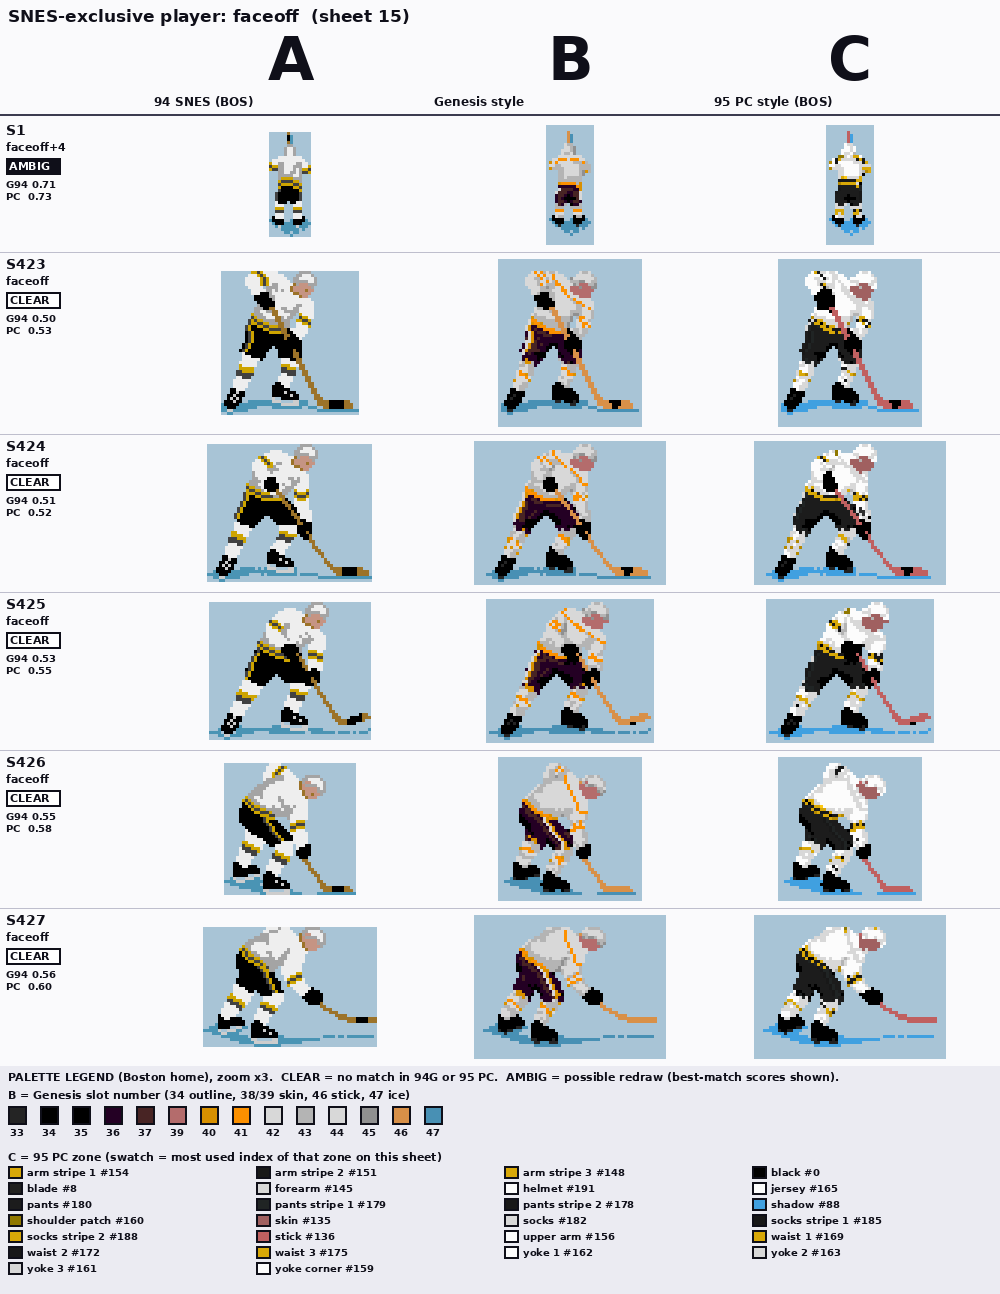 SNES-exclusive player: faceoff (sheet 15)
A B C
94 SNES (BOS) Genesis style 95 PC style (BOS)
S1
faceoff+4
AMBIG
G94 0.71
PC 0.73
S423
faceoff
CLEAR
G94 0.50
PC 0.53
S424
faceoff
CLEAR
G94 0.51
PC 0.52
S425
faceoff
CLEAR
G94 0.53
PC 0.55
S426
faceoff
CLEAR
G94 0.55
PC 0.58
S427
faceoff
CLEAR
G94 0.56
PC 0.60
PALETTE LEGEND (Boston home), zoom x3. CLEAR = no match in 94G or 95 PC. AMBIG = possible redraw (best-match scores shown).
B = Genesis slot number (34 outline, 38/39 skin, 46 stick, 47 ice)
33 34 35 36 37 39 40 41 42 43 44 45 46 47
C = 95 PC zone (swatch = most used index of that zone on this sheet)
arm stripe 1 #154 arm stripe 2 #151 arm stripe 3 #148 black #0
blade #8 forearm #145 helmet #191 jersey #165
pants #180 pants stripe 1 #179 pants stripe 2 #178 shadow #88
shoulder patch #160 skin #135 socks #182 socks stripe 1 #185
socks stripe 2 #188 stick #136 upper arm #156 waist 1 #169
waist 2 #172 waist 3 #175 yoke 1 #162 yoke 2 #163
yoke 3 #161 yoke corner #159